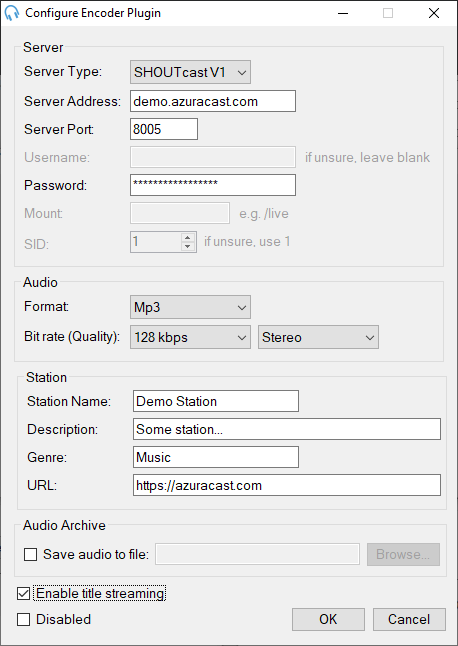 Configure Encoder Plugin
Server
Server Type: SHOUTcast V1
Server Address: demo.azuracast.com
Server Port: 8005
Username: if unsure, leave blank
Password: *****************
Mount: e.g. /live
SID: 1 if unsure, use 1
Audio
Format: Mp3
Bit rate (Quality): 128 kbps Stereo
Station
Station Name: Demo Station
Description: Some station...
Genre: Music
URL: https://azuracast.com
Audio Archive
Save audio to file: Browse...
Enable title streaming
Disabled OK Cancel